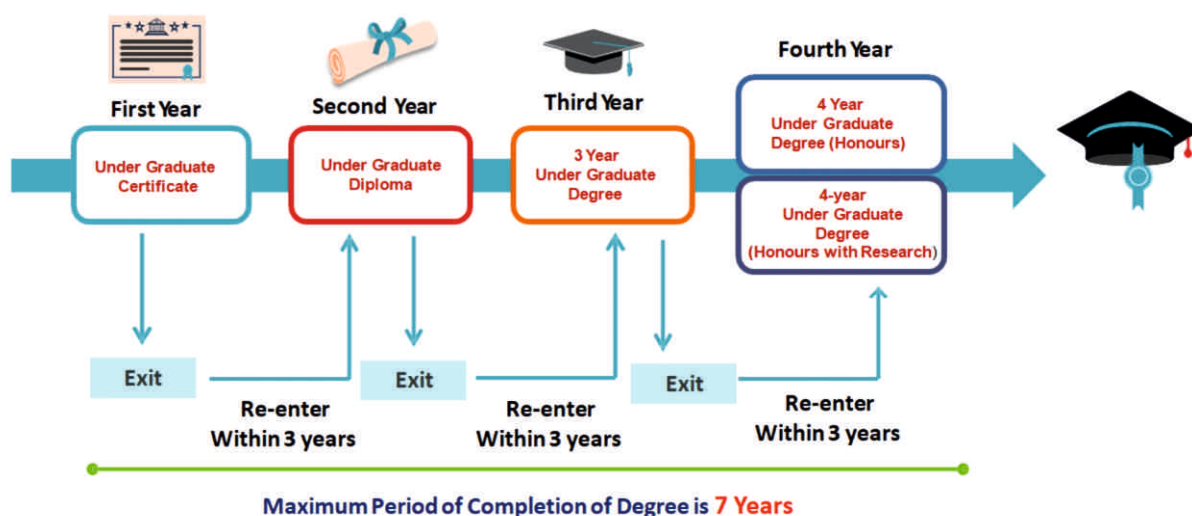 First Year
Under Graduate
Certificate
Second Year
Under Graduate
Diploma
Third Year
3 Year
Under Graduate
Degree
Fourth Year
4 Year
Under Graduate
Degree (Honours)
4-year
Under Graduate
Degree
(Honours with Research)
Exit
Re-enter
Within 3 years
Exit
Re-enter
Within 3 years
Exit
Re-enter
Within 3 years
Maximum Period of Completion of Degree is 7 Years